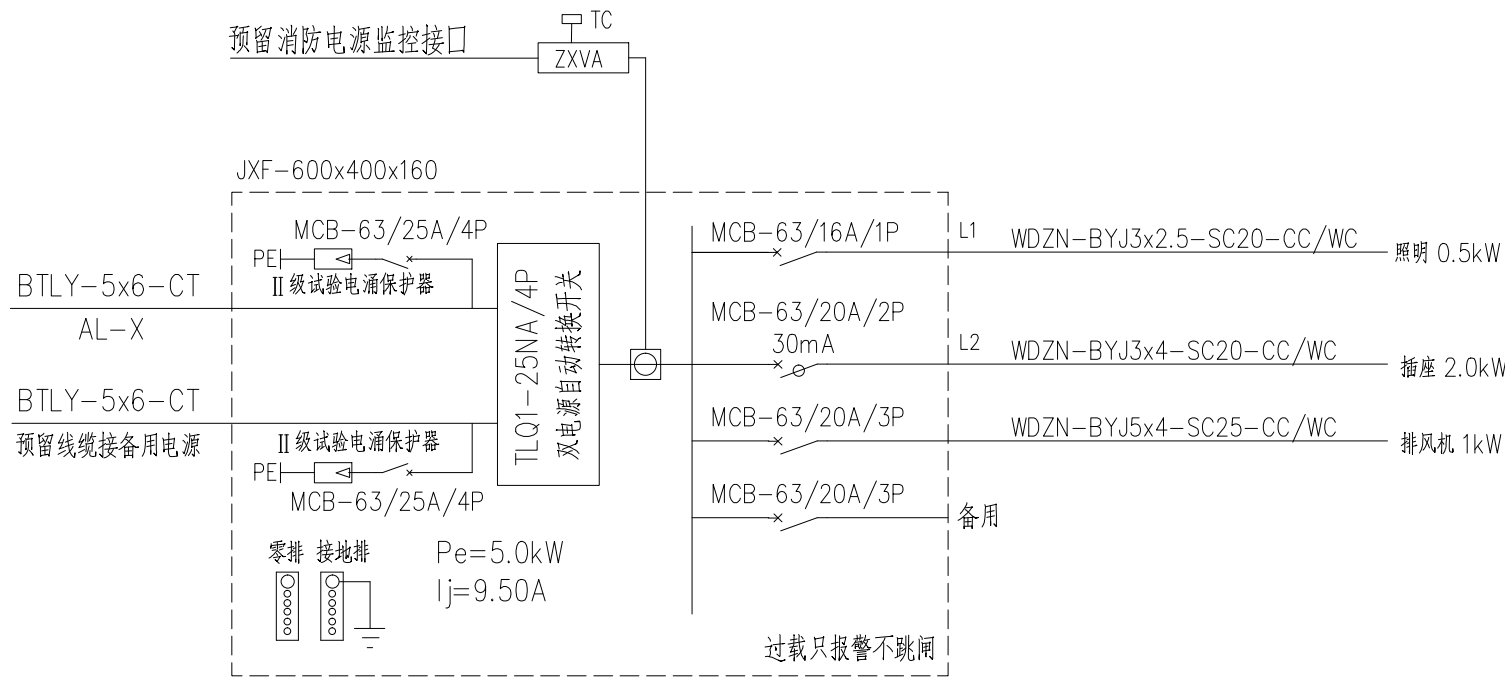 TC
预留消防电源监控接口
ZXVA
JXF-600x400x160
MCB-63/25A/4P
PE
Ⅱ级试验电涌保护器
BTLY-5x6-CT
AL-X
BTLY-5x6-CT
预留线缆接备用电源
Ⅱ级试验电涌保护器
PE
MCB-63/25A/4P
TLQ1-25NA/4P
双电源自动转换开关
MCB-63/16A/1P
L1
WDZN-BYJ3x2.5-SC20-CC/WC
照明 0.5kW
MCB-63/20A/2P
30mA
L2
WDZN-BYJ3x4-SC20-CC/WC
插座 2.0kW
MCB-63/20A/3P
WDZN-BYJ5x4-SC25-CC/WC
排风机 1kW
MCB-63/20A/3P
备用
零排 接地排
Pe=5.0kW
Ij=9.50A
过载只报警不跳闸